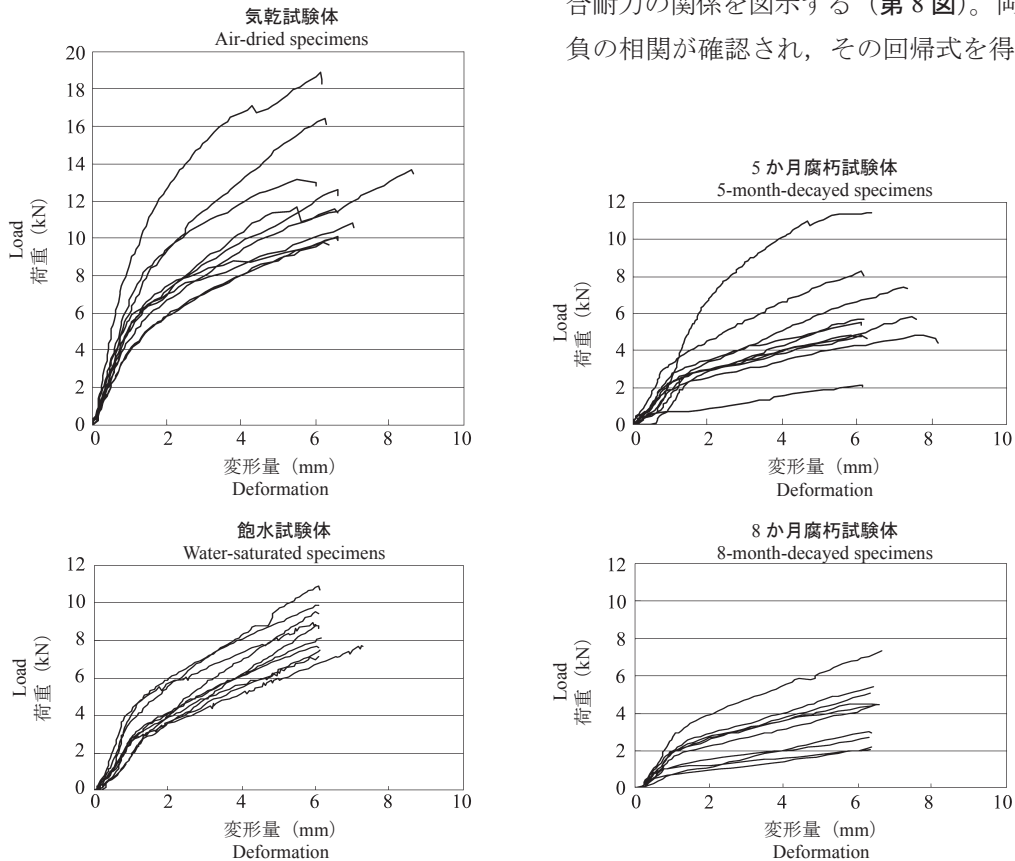 合耐力の関係を図示する（第 8 図）。両
負の相関が確認され，その回帰式を得
気乾試験体
Air-dried specimens
20
18
16
14
12
10
8
6
4
2
0
Load
荷重（kN）
0 2 4 6 8 10
変形量（mm）
Deformation
5 か月腐朽試験体
5-month-decayed specimens
12
10
8
6
4
2
0
Load
荷重（kN）
0 2 4 6 8 10
変形量（mm）
Deformation
飽水試験体
Water-saturated specimens
12
10
8
6
4
2
0
Load
荷重（kN）
0 2 4 6 8 10
変形量（mm）
Deformation
8 か月腐朽試験体
8-month-decayed specimens
12
10
8
6
4
2
0
Load
荷重（kN）
0 2 4 6 8 10
変形量（mm）
Deformation